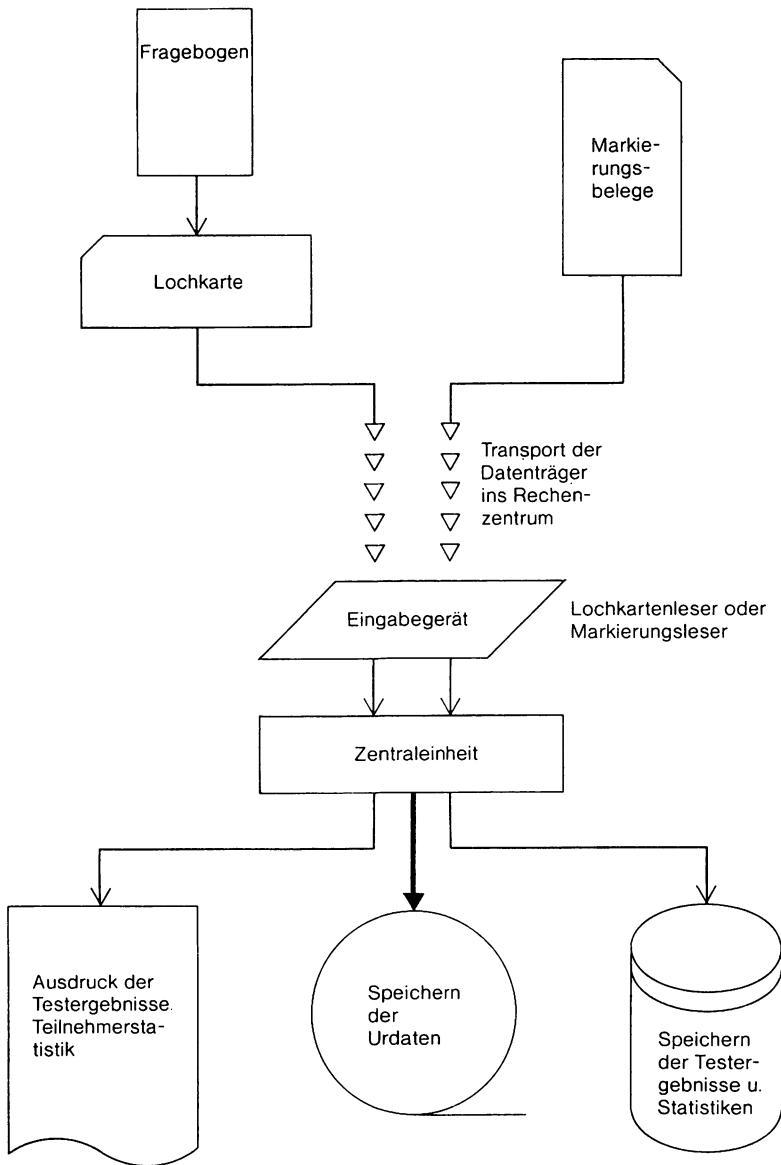 Fragebogen
Markie-
rungs-
belege
Lochkarte
Transport der
Datenträger
ins Rechen-
zentrum
Eingabegerät
Lochkartenleser oder
Markierungsleser
Zentraleinheit
Ausdruck der
Testergebnisse.
Teilnehmersta-
tistik
Speichern
der
Urdaten
Speichern
der Tester-
gebnisse u.
Statistiken